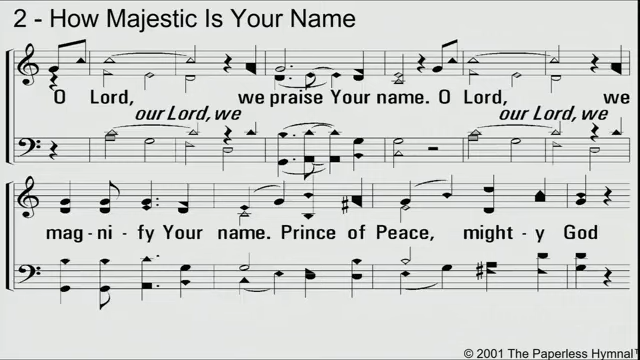 2 - How Majestic Is Your Name
O Lord, we praise Your name. O Lord, we
our Lord, we our Lord, we
mag - ni - fy Your name. Prince of Peace, might - y God
© 2001 The Paperless Hymnal™